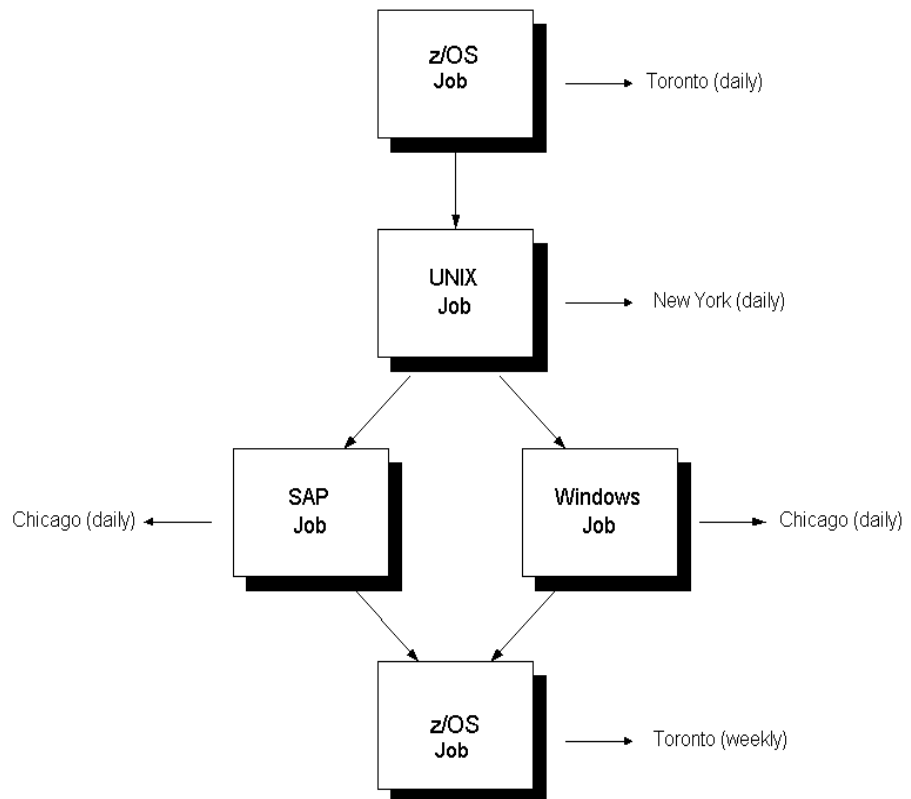 z/OS
Job
Toronto (daily)
UNIX
Job
New York (daily)
Chicago (daily)
SAP
Job
Windows
Job
Chicago (daily)
z/OS
Job
Toronto (weekly)